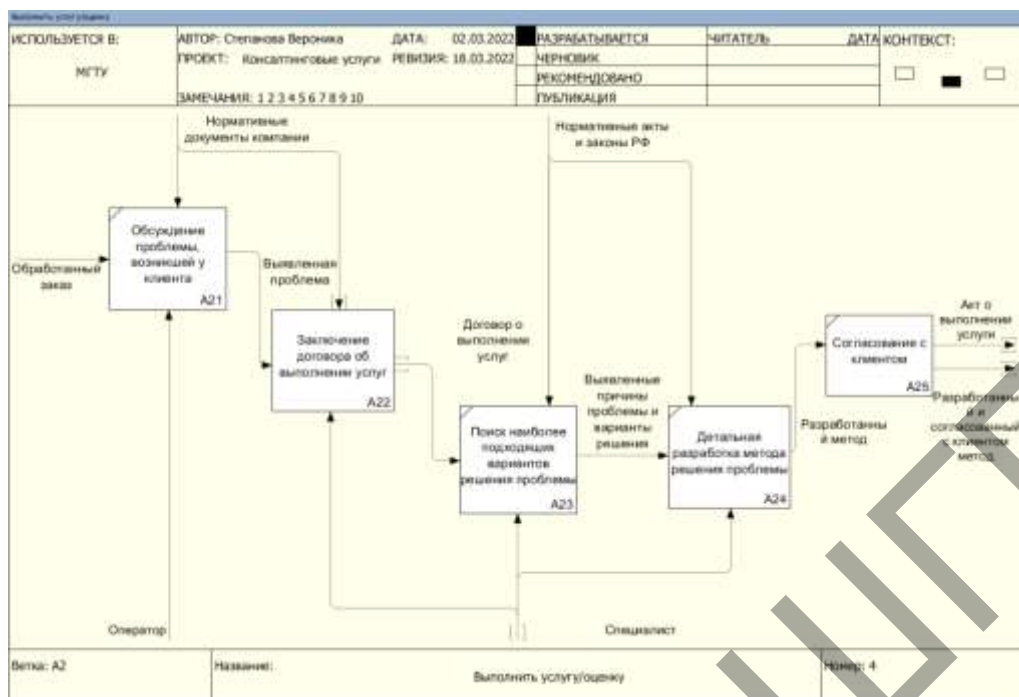 Выполнить услугу/оценку
ИСПОЛЬЗУЕТСЯ В:
МГТУ
АВТОР: Степанова Вероника
ДАТА: 02.03.2022
ПРОЕКТ: Консалтинговые услуги
РЕВИЗИЯ: 18.03.2022
ЗАМЕЧАНИЯ: 1 2 3 4 5 6 7 8 9 10
РАЗРАБАТЫВАЕТСЯ
ЧЕРНОВИК
РЕКОМЕНДОВАНО
ПУБЛИКАЦИЯ
ЧИТАТЕЛЬ
ДАТА
КОНТЕКСТ:
Нормативные
документы компании
Нормативные акты
и законы РФ
Обработанный
заказ
Обсуждение
проблемы,
возникшей у
клиента
A21
Выявленная
проблема
Заключение
договора об
выполнении услуг
A22
Договор о
выполнении
услуг
Поиск наиболее
подходящих
вариантов
решения проблемы
A23
Выявленные
причины
проблемы и
варианты
решения
Детальная
разработка метода
решения проблемы
A24
Разработанны
й метод
Согласование с
клиентом
A25
Акт о
выполнении
услуги
Разработанны
й и
согласованный
с клиентом
метод
Оператор
Специалист
Ветка: A2
Название:
Выполнить услугу/оценку
Номер: 4